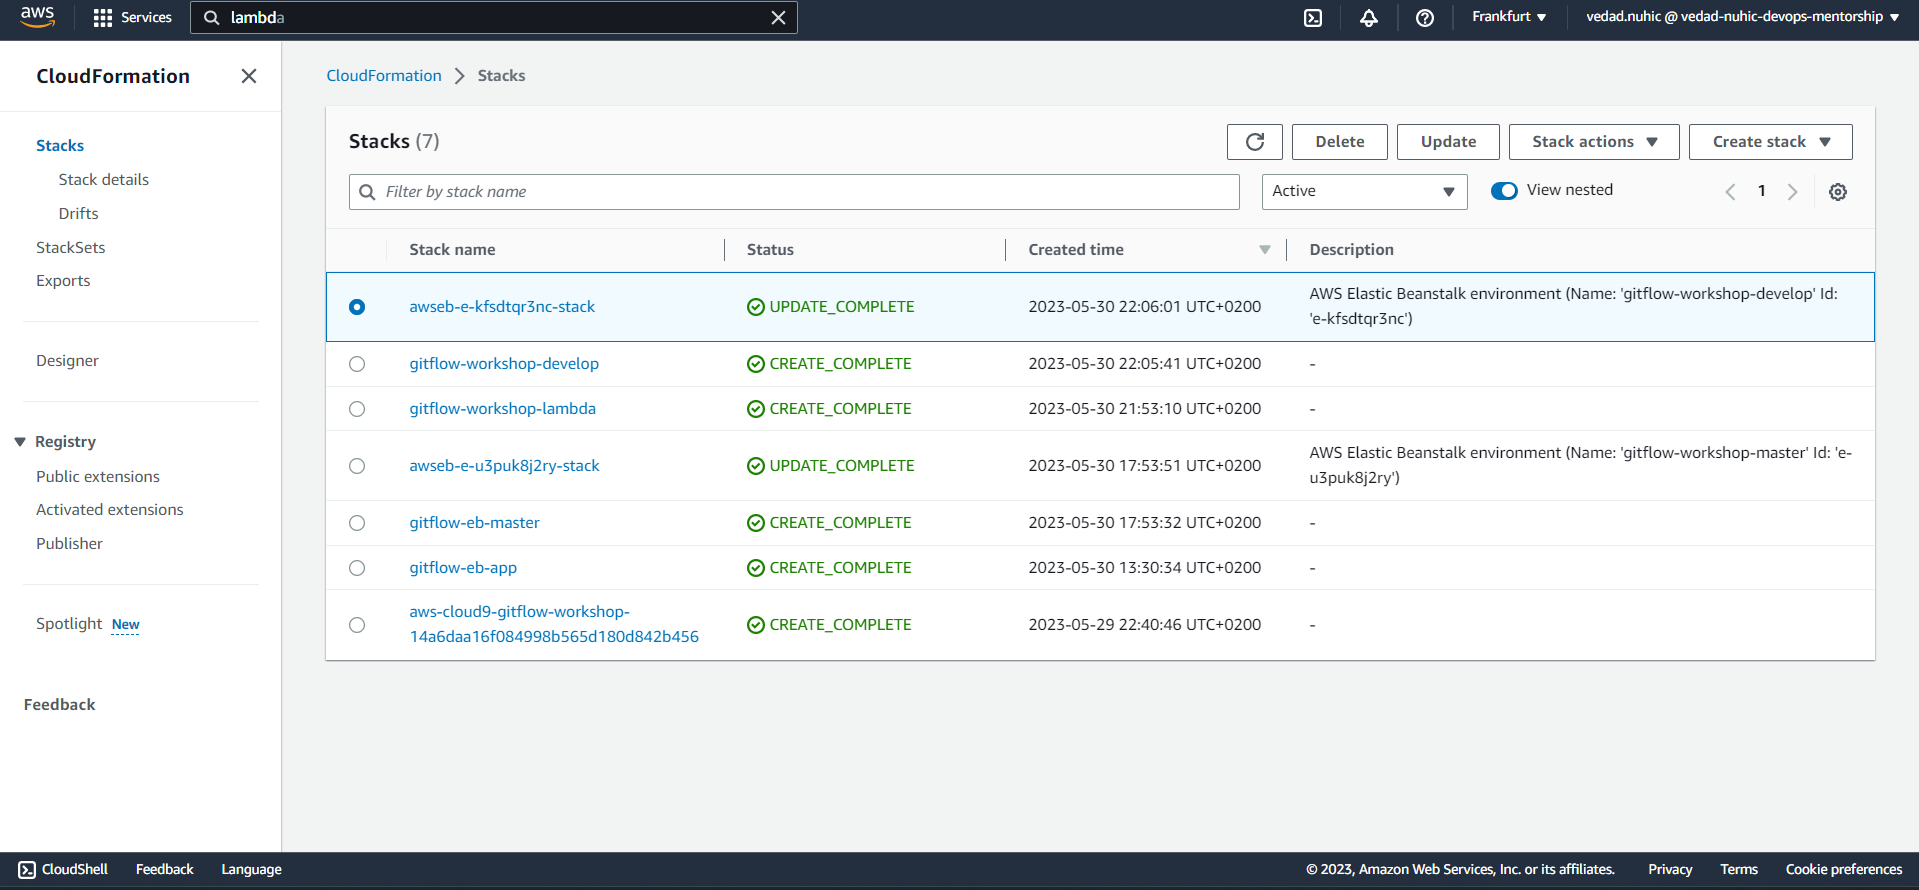 aws
Services
lambda
Frankfurt
vedad.nuhic @ vedad-nuhic-devops-mentorship
CloudFormation
Stacks
Stack details
Drifts
StackSets
Exports
Designer
Registry
Public extensions
Activated extensions
Publisher
Spotlight New
Feedback
CloudFormation > Stacks
Stacks (7)
Delete
Update
Stack actions
Create stack
Filter by stack name
Active
View nested
1
Stack name Status Created time Description
awseb-e-kfsdtqr3nc-stack UPDATE_COMPLETE 2023-05-30 22:06:01 UTC+0200 AWS Elastic Beanstalk environment (Name: 'gitflow-workshop-develop' Id:
'e-kfsdtqr3nc')
gitflow-workshop-develop CREATE_COMPLETE 2023-05-30 22:05:41 UTC+0200 -
gitflow-workshop-lambda CREATE_COMPLETE 2023-05-30 21:53:10 UTC+0200 -
awseb-e-u3puk8j2ry-stack UPDATE_COMPLETE 2023-05-30 17:53:51 UTC+0200 AWS Elastic Beanstalk environment (Name: 'gitflow-workshop-master' Id: 'e-
u3puk8j2ry')
gitflow-eb-master CREATE_COMPLETE 2023-05-30 17:53:32 UTC+0200 -
gitflow-eb-app CREATE_COMPLETE 2023-05-30 13:30:34 UTC+0200 -
aws-cloud9-gitflow-workshop-
14a6daa16f084998b565d180d842b456 CREATE_COMPLETE 2023-05-29 22:40:46 UTC+0200 -
CloudShell Feedback Language
© 2023, Amazon Web Services, Inc. or its affiliates. Privacy Terms Cookie preferences